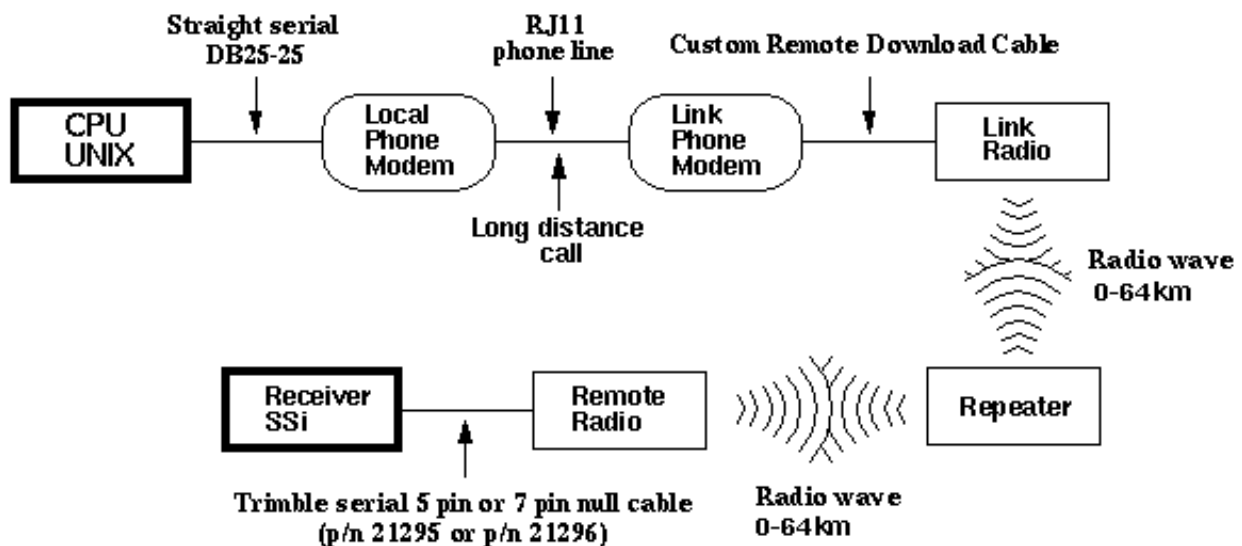 Straight serial
DB25-25
RJ11
phone line
Custom Remote Download Cable
CPU
UNIX
Local
Phone
Modem
Link
Phone
Modem
Link
Radio
Long distance
call
Radio wave
0-64km
Receiver
SSi
Remote
Radio
Repeater
Trimble serial 5 pin or 7 pin null cable
(p/n 21295 or p/n 21296)
Radio wave
0-64km